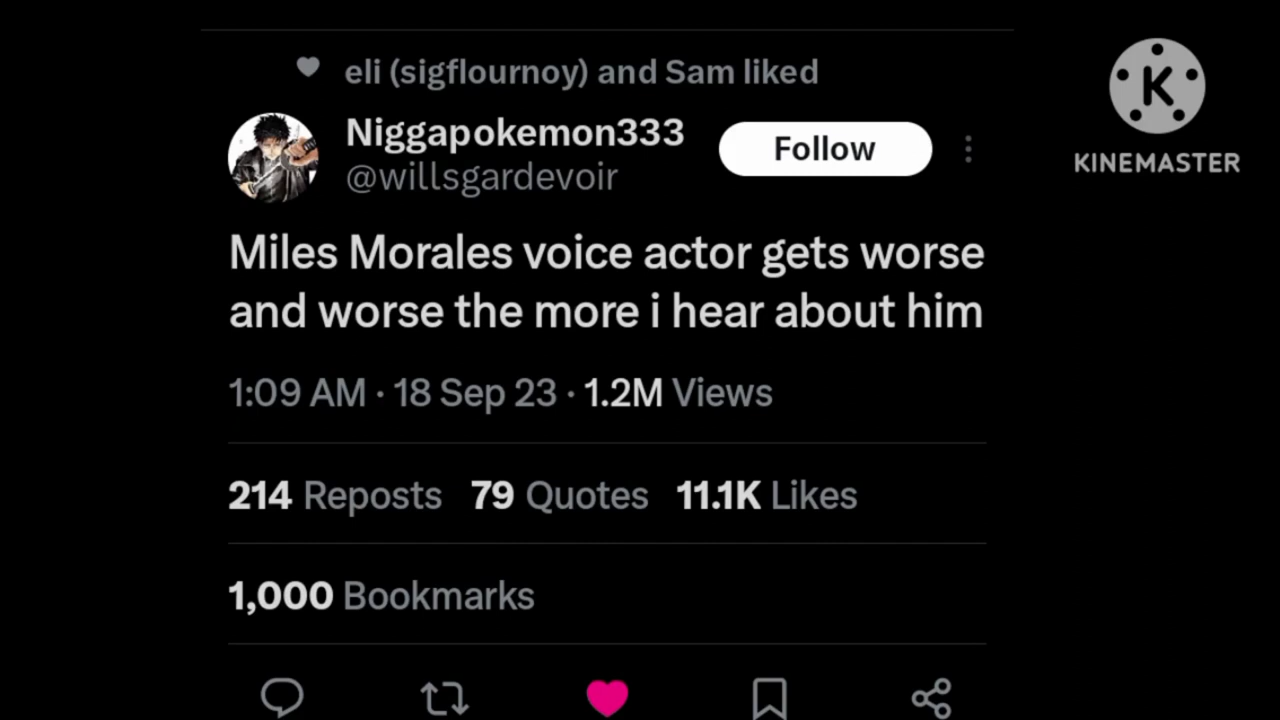 eli (sigflournoy) and Sam liked
Niggapokemon333
Follow
@willsgardevoir
K
KINEMASTER
Miles Morales voice actor gets worse
and worse the more i hear about him
1:09 AM · 18 Sep 23 · 1.2M Views
214 Reposts 79 Quotes 11.1K Likes
1,000 Bookmarks